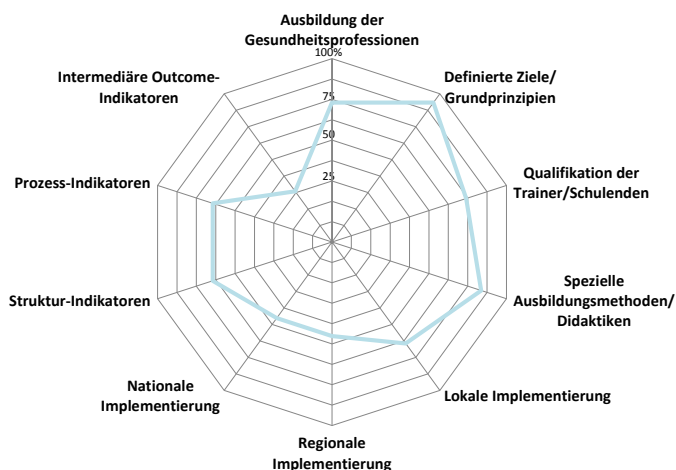 Ausbildung der
Gesundheitsprofessionen
100%
Intermediäre Outcome-
Indikatoren
Definierte Ziele/
Grundprinzipien
75
50
Prozess-Indikatoren
Qualifikation der
Trainer/Schulenden
25
Struktur-Indikatoren
Spezielle
Ausbildungsmethoden/
Didaktiken
Nationale
Implementierung
Lokale Implementierung
Regionale
Implementierung